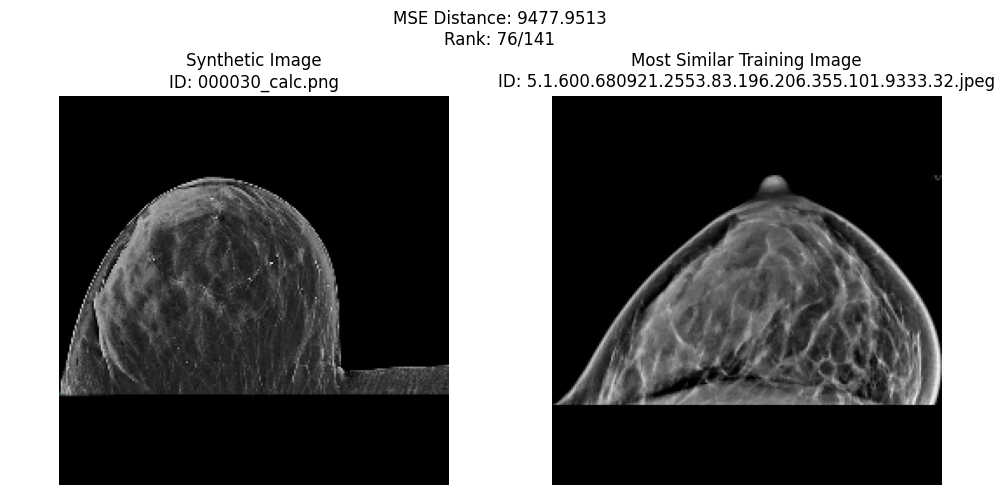 MSE Distance: 9477.9513
Rank: 76/141
Synthetic Image
ID: 000030_calc.png
Most Similar Training Image
ID: 5.1.600.680921.2553.83.196.206.355.101.9333.32.jpeg